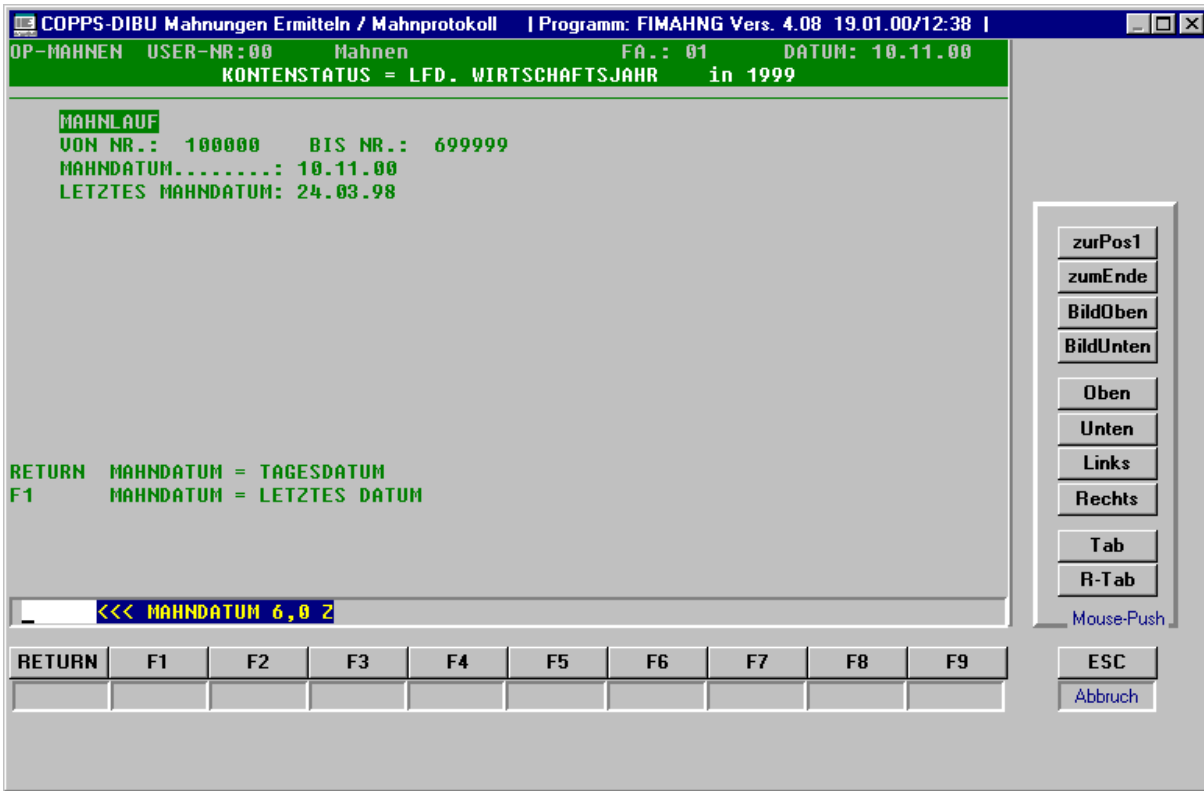 COPPS-DIBU Mahnungen Ermitteln / Mahnprotokoll | Programm: FIMAHNG Vers. 4.08 19.01.00/12:38 |
OP-MAHNEN USER-NR:00 Mahnen FA.: 01 DATUM: 10.11.00
KONTENSTATUS = LFD. WIRTSCHAFTSJAHR in 1999
MAHNLAUF
VON NR.: 100000 BIS NR.: 699999
MAHNDATUM........: 10.11.00
LETZTES MAHNDATUM: 24.03.98
RETURN MAHNDATUM = TAGESDATUM
F1 MAHNDATUM = LETZTES DATUM
_ <<< MAHNDATUM 6,0 Z
zurPos1
zumEnde
BildOben
BildUnten
Oben
Unten
Links
Rechts
Tab
R-Tab
Mouse-Push
RETURN F1 F2 F3 F4 F5 F6 F7 F8 F9 ESC
Abbruch